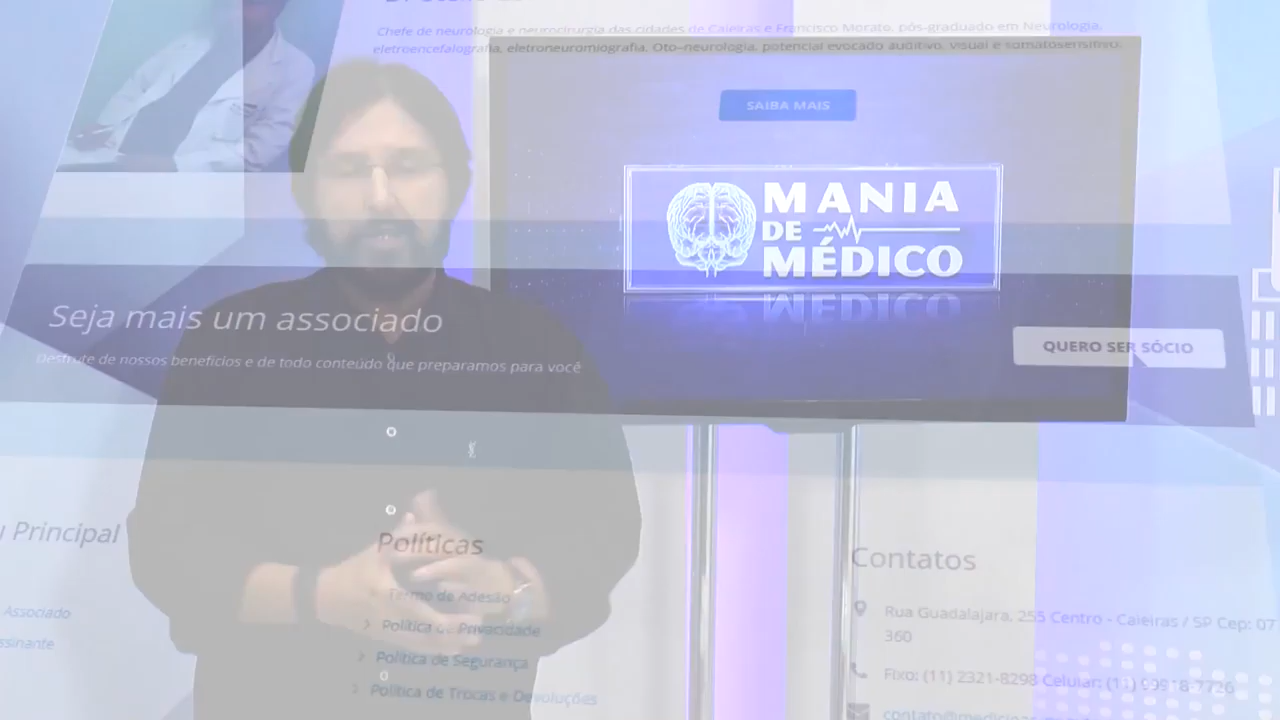 Chefe de neurologia e neurocirurgia das cidades de Caieiras e Francisco Morato, pós-graduado em Neurologia,
eletroencefalografia, eletroneuromiografia, Oto-neurologia, potencial evocado auditivo, visual e somatosensitivo.
SAIBA MAIS
MANIA
DE
MÉDICO
Seja mais um associado
Desfrute de nossos benefícios e de todo conteúdo que preparamos para você
QUERO SER SÓCIO
Principal
Associado
Políticas
Termo de Adesão
Política de Privacidade
Política de Segurança
Política de Trocas e Devoluções
Contatos
Rua Guadalajara, 255 Centro - Caieiras / SP Cep: 07
360
Fixo: (11) 2321-8298 Celular: (11) 99918-7726